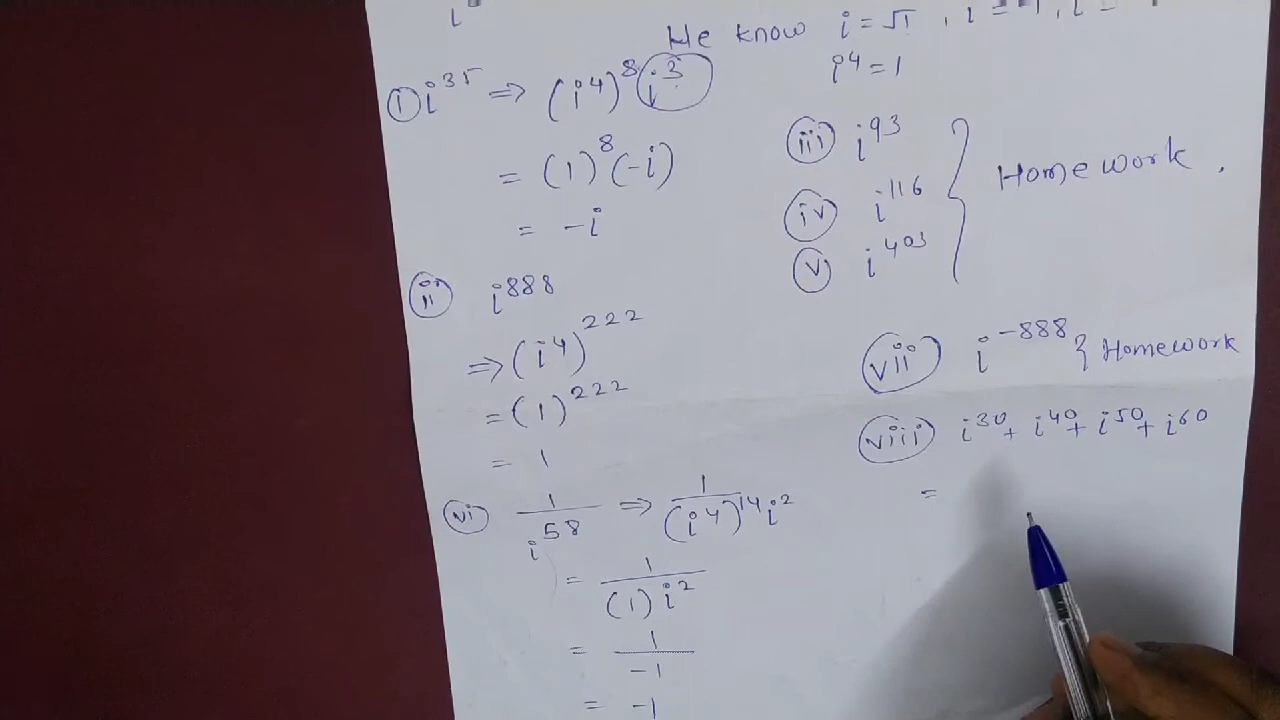 We know i = √1 , i = 1 , i =
i⁴ = 1
① i³⁵ ⇒ (i⁴)⁸ i³
= (1)⁸ (-i)
= -i
ⅱ i⁸⁸⁸
⇒ (i⁴)²²²
= (1)²²²
= 1
vi 1/i⁵⁸ ⇒ 1/(i⁴)¹⁴ i²
= 1/(1) i²
= 1/-1
= -1
iii i⁹³
iv i¹¹⁶ } Homework .
v i⁴⁰³
vii i⁻⁸⁸⁸ } Homework
viii i³⁰ + i⁴⁰ + i⁵⁰ + i⁶⁰
=